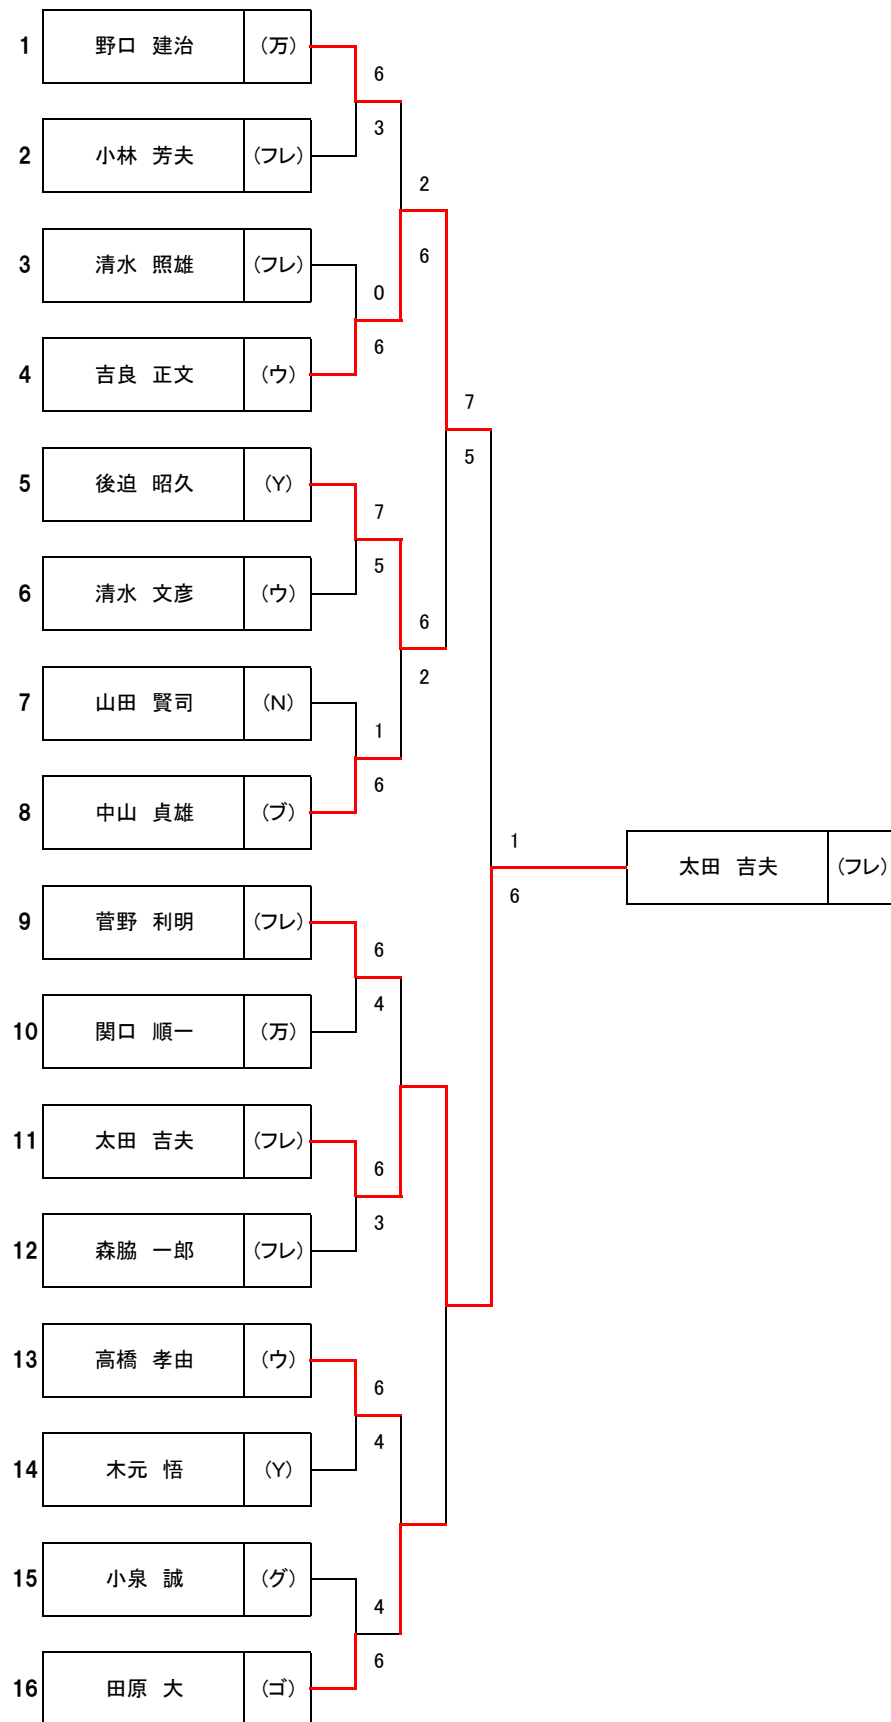 1 野口 建治 (万)
6
3
2 小林 芳夫 (フレ)
2
6
3 清水 照雄 (フレ)
0
6
4 吉良 正文 (ウ)
7
5
5 後迫 昭久 (Y)
7
5
6 清水 文彦 (ウ)
6
2
7 山田 賢司 (N)
1
6
8 中山 貞雄 (ブ)
1
6
太田 吉夫 (フレ)
9 菅野 利明 (フレ)
6
4
10 関口 順一 (万)
11 太田 吉夫 (フレ)
6
3
12 森脇 一郎 (フレ)
13 高橋 孝由 (ウ)
6
4
14 木元 悟 (Y)
15 小泉 誠 (グ)
4
6
16 田原 大 (ゴ)